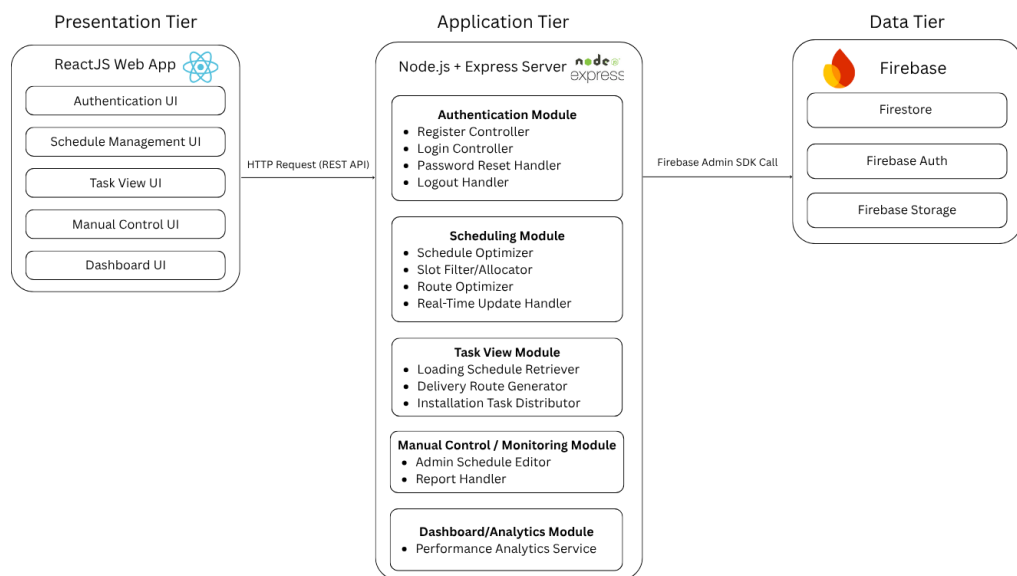 Presentation Tier
ReactJS Web App
Authentication UI
Schedule Management UI
Task View UI
Manual Control UI
Dashboard UI
HTTP Request (REST API)
Application Tier
Node.js + Express Server
node
express
Authentication Module
• Register Controller
• Login Controller
• Password Reset Handler
• Logout Handler
Scheduling Module
• Schedule Optimizer
• Slot Filter/Allocator
• Route Optimizer
• Real-Time Update Handler
Task View Module
• Loading Schedule Retriever
• Delivery Route Generator
• Installation Task Distributor
Manual Control / Monitoring Module
• Admin Schedule Editor
• Report Handler
Dashboard/Analytics Module
• Performance Analytics Service
Firebase Admin SDK Call
Data Tier
Firebase
Firestore
Firebase Auth
Firebase Storage